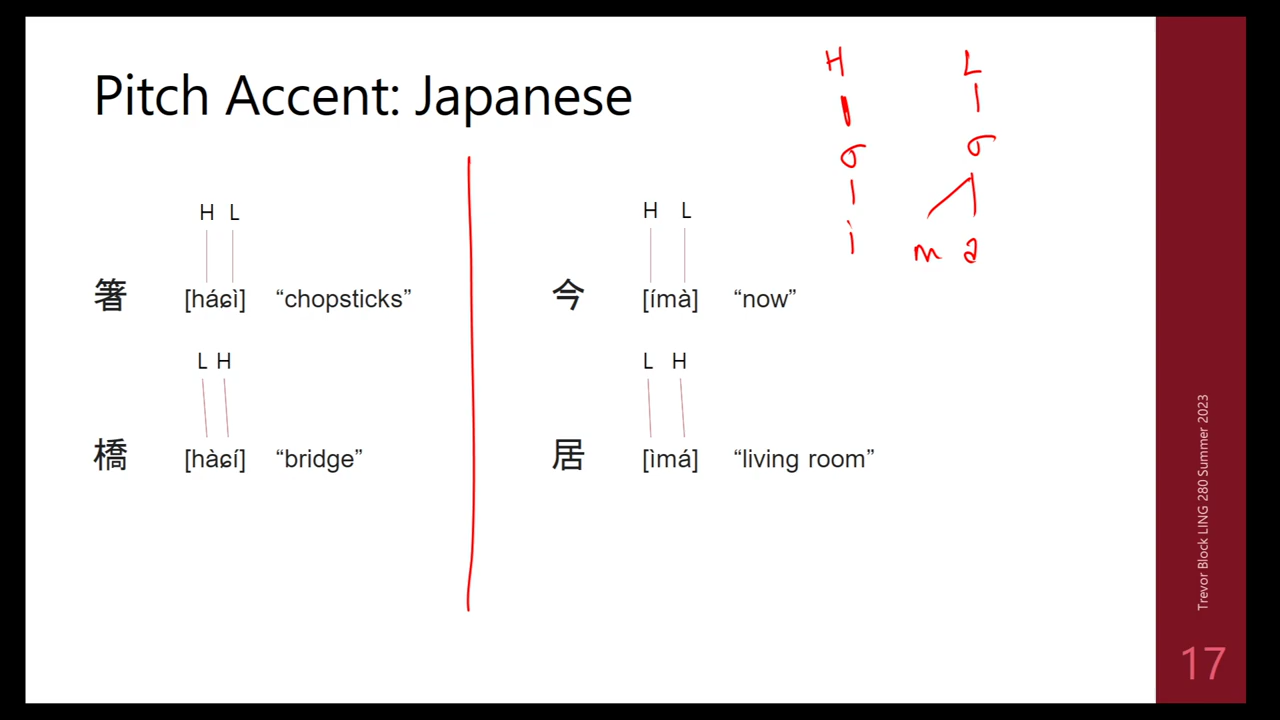 Pitch Accent: Japanese
H L
箸 [háɕì] “chopsticks”
L H
橋 [hàɕí] “bridge”
H L
今 [ímà] “now”
L H
居 [ìmá] “living room”
H L
σ σ
i m a
Trevor Block LING 280 Summer 2023
17